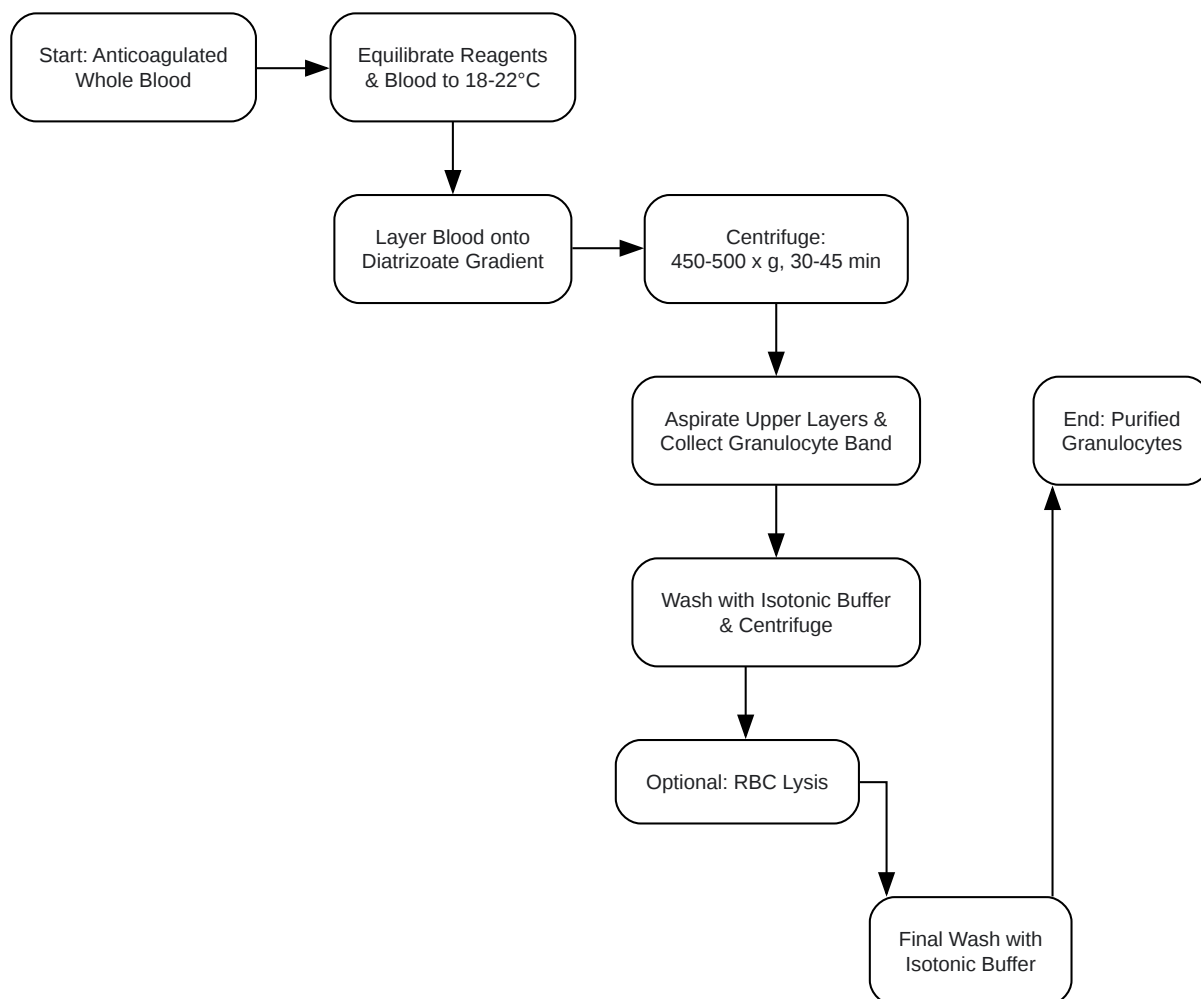 Start: Anticoagulated
Whole Blood
Equilibrate Reagents
& Blood to 18-22°C
Layer Blood onto
Diatrizoate Gradient
Centrifuge:
450-500 x g, 30-45 min
Aspirate Upper Layers &
Collect Granulocyte Band
Wash with Isotonic Buffer
& Centrifuge
Optional: RBC Lysis
Final Wash with
Isotonic Buffer
End: Purified
Granulocytes